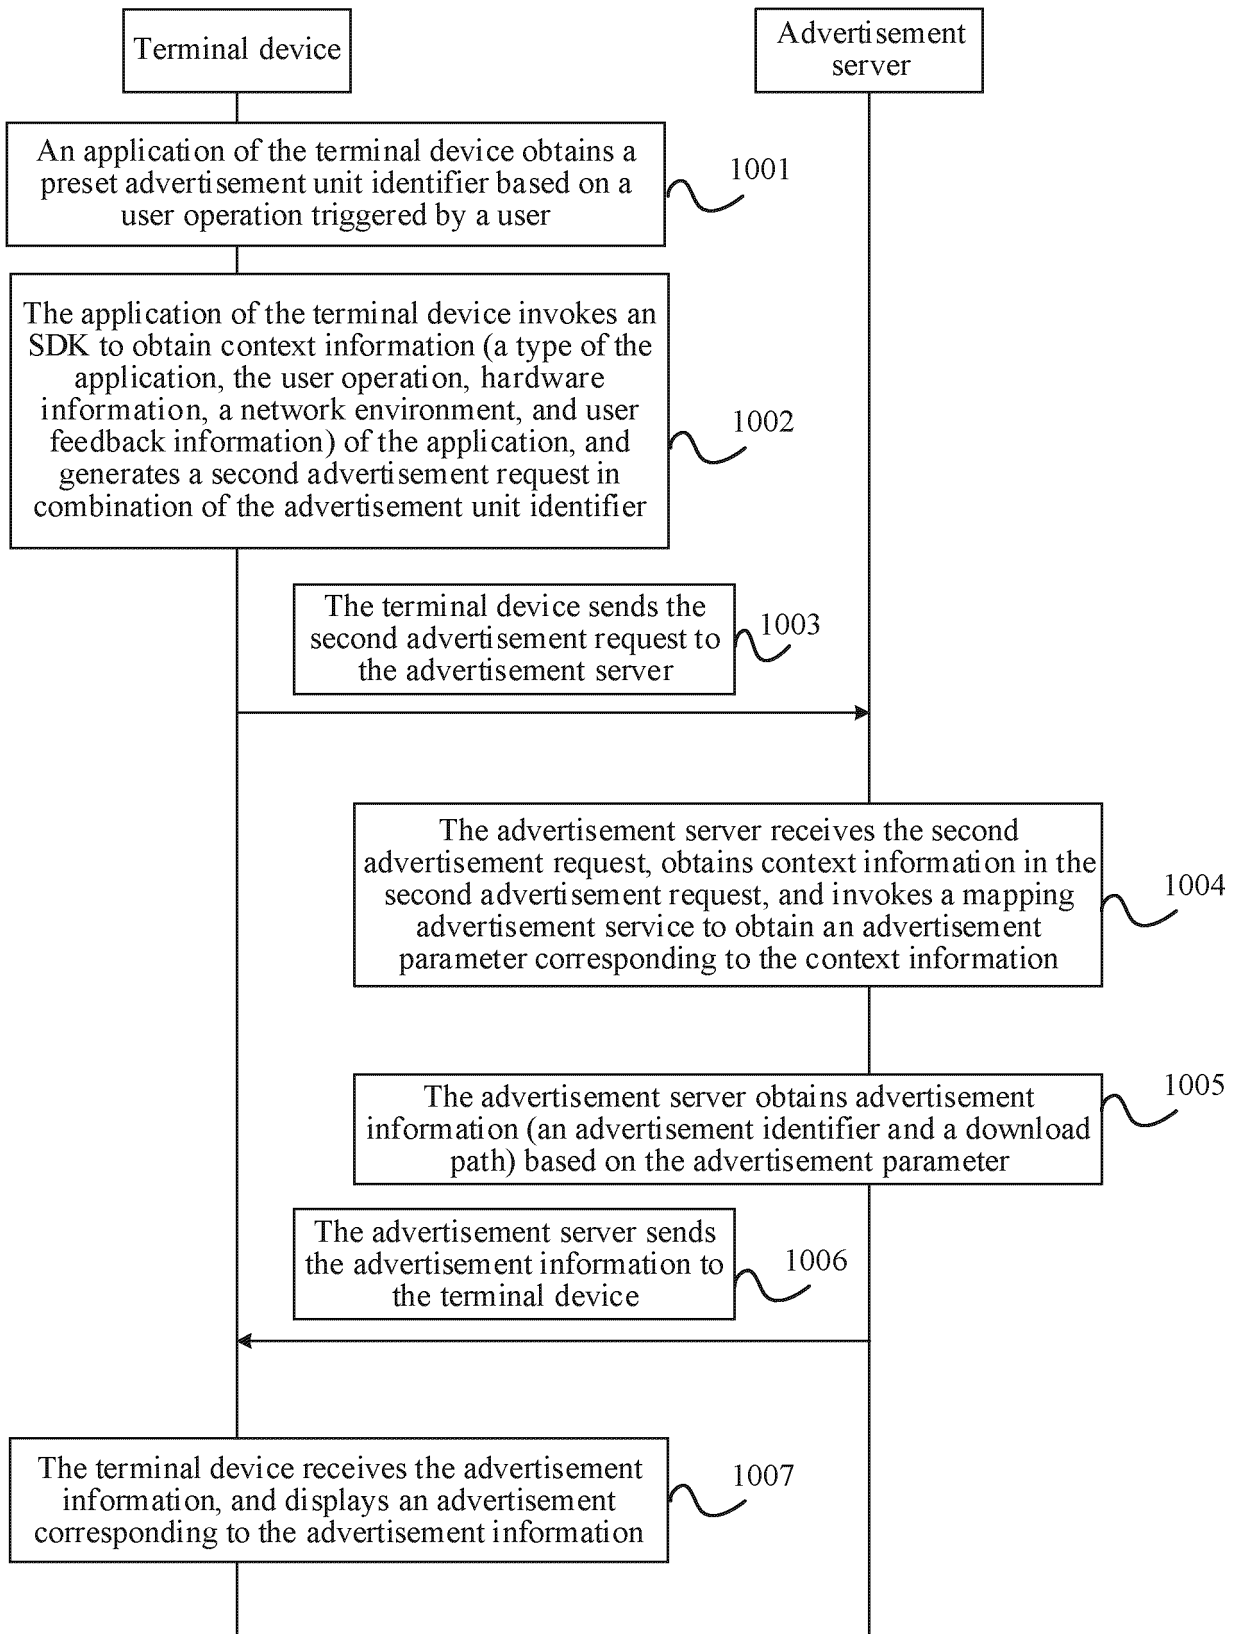 Terminal device
Advertisement
server
An application of the terminal device obtains a
preset advertisement unit identifier based on a
user operation triggered by a user
1001
The application of the terminal device invokes an
SDK to obtain context information (a type of the
application, the user operation, hardware
information, a network environment, and user
feedback information) of the application, and
generates a second advertisement request in
combination of the advertisement unit identifier
1002
The terminal device sends the
second advertisement request to
the advertisement server
1003
The advertisement server receives the second
advertisement request, obtains context information in the
second advertisement request, and invokes a mapping
advertisement service to obtain an advertisement
parameter corresponding to the context information
1004
The advertisement server obtains advertisement
information (an advertisement identifier and a download
path) based on the advertisement parameter
1005
The advertisement server sends
the advertisement information to
the terminal device
1006
The terminal device receives the advertisement
information, and displays an advertisement
corresponding to the advertisement information
1007